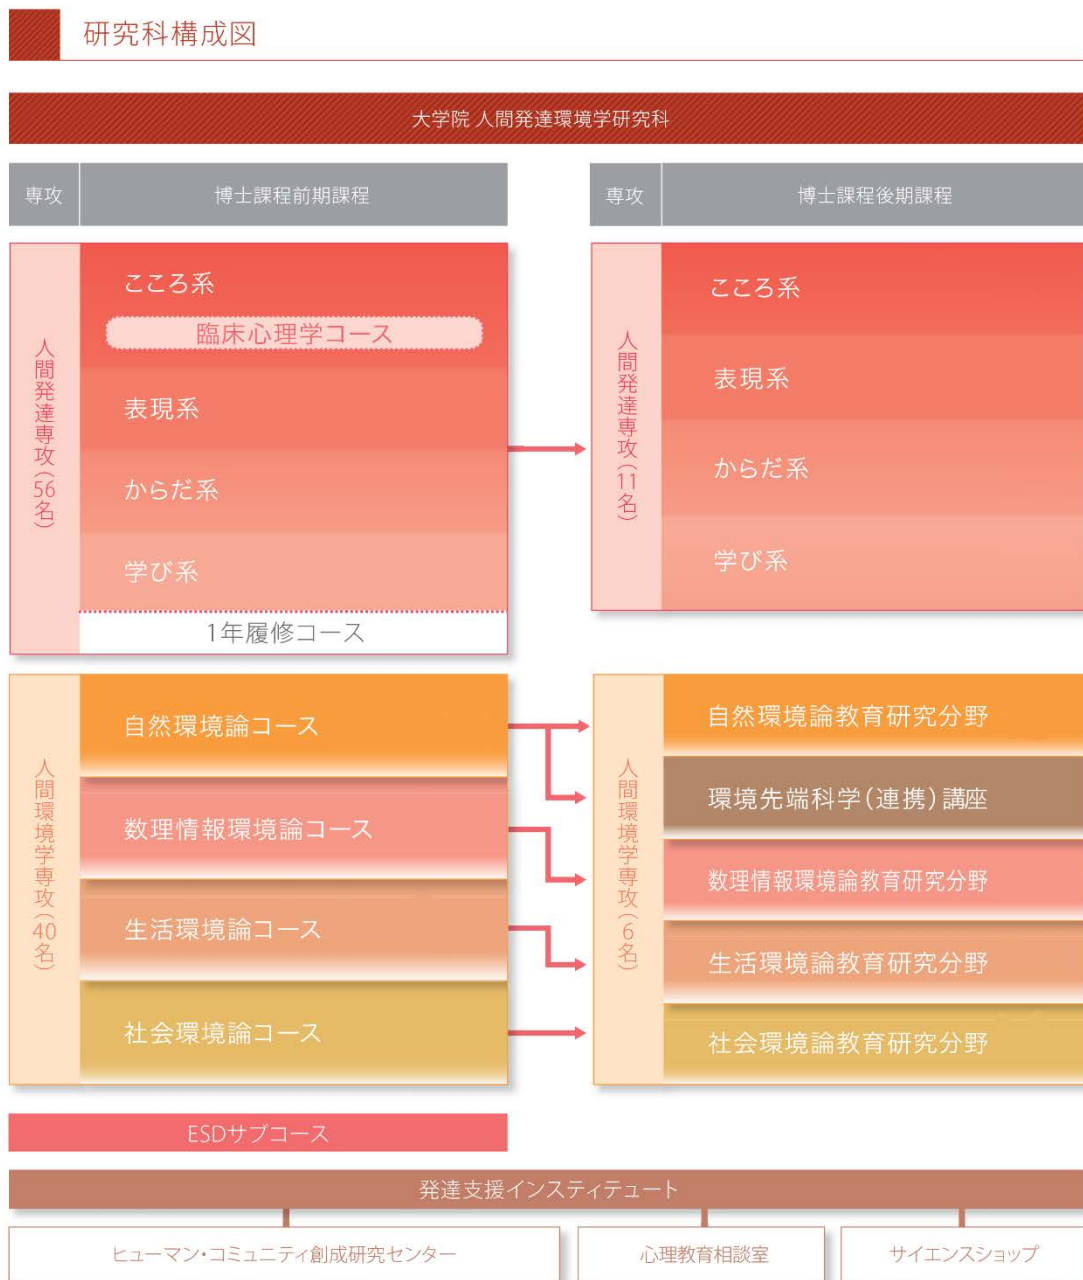 研究科構成図
大学院 人間発達環境学研究科
専攻
博士課程前期課程
専攻
博士課程後期課程
人間発達専攻(56名)
こころ系
臨床心理学コース
表現系
からだ系
学び系
1年履修コース
人間発達専攻(11名)
こころ系
表現系
からだ系
学び系
人間環境学専攻(40名)
自然環境論コース
数理情報環境論コース
生活環境論コース
社会環境論コース
人間環境学専攻(6名)
自然環境論教育研究分野
環境先端科学(連携)講座
数理情報環境論教育研究分野
生活環境論教育研究分野
社会環境論教育研究分野
ESDサブコース
発達支援インスティテュート
ヒューマン・コミュニティ創成研究センター
心理教育相談室
サイエンスショップ